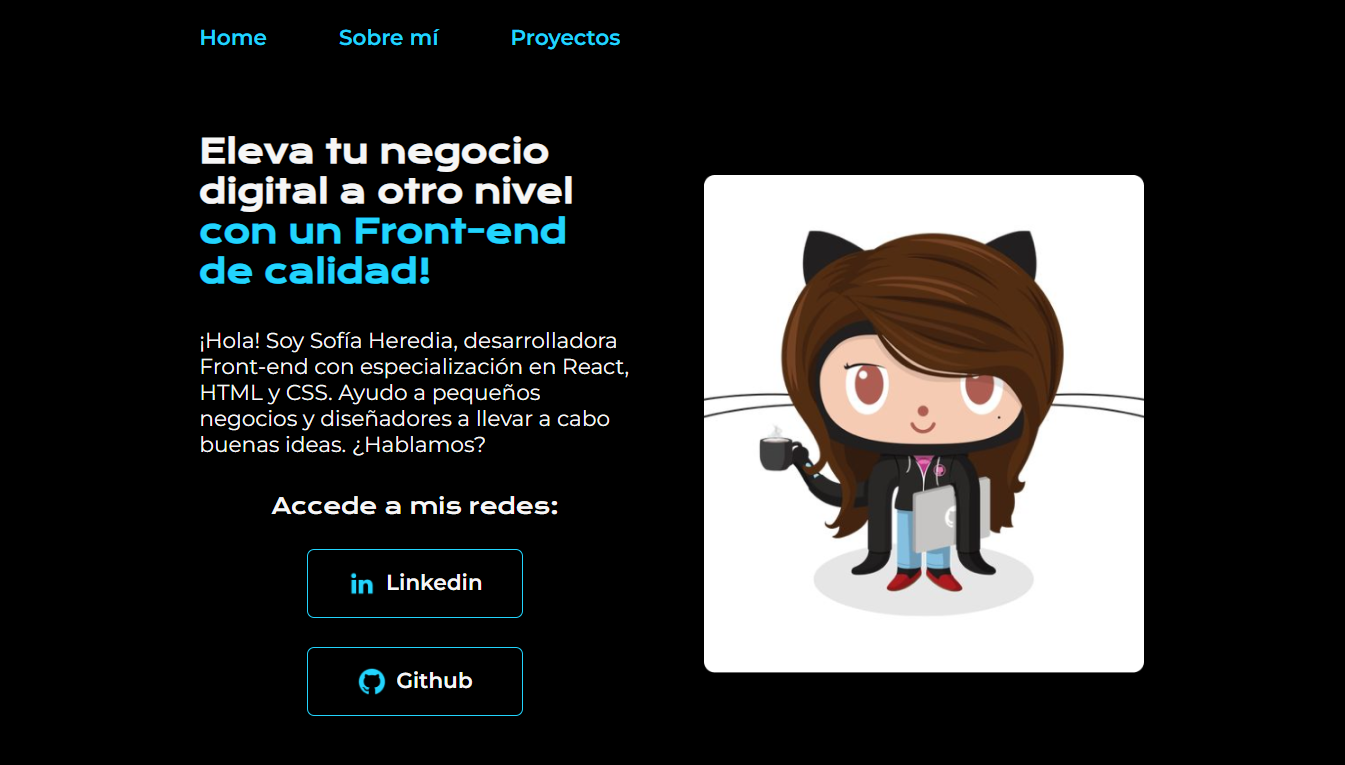 Home Sobre mí Proyectos
Eleva tu negocio
digital a otro nivel
con un Front-end
de calidad!
¡Hola! Soy Sofía Heredia, desarrolladora
Front-end con especialización en React,
HTML y CSS. Ayudo a pequeños
negocios y diseñadores a llevar a cabo
buenas ideas. ¿Hablamos?
Accede a mis redes:
in Linkedin
Github